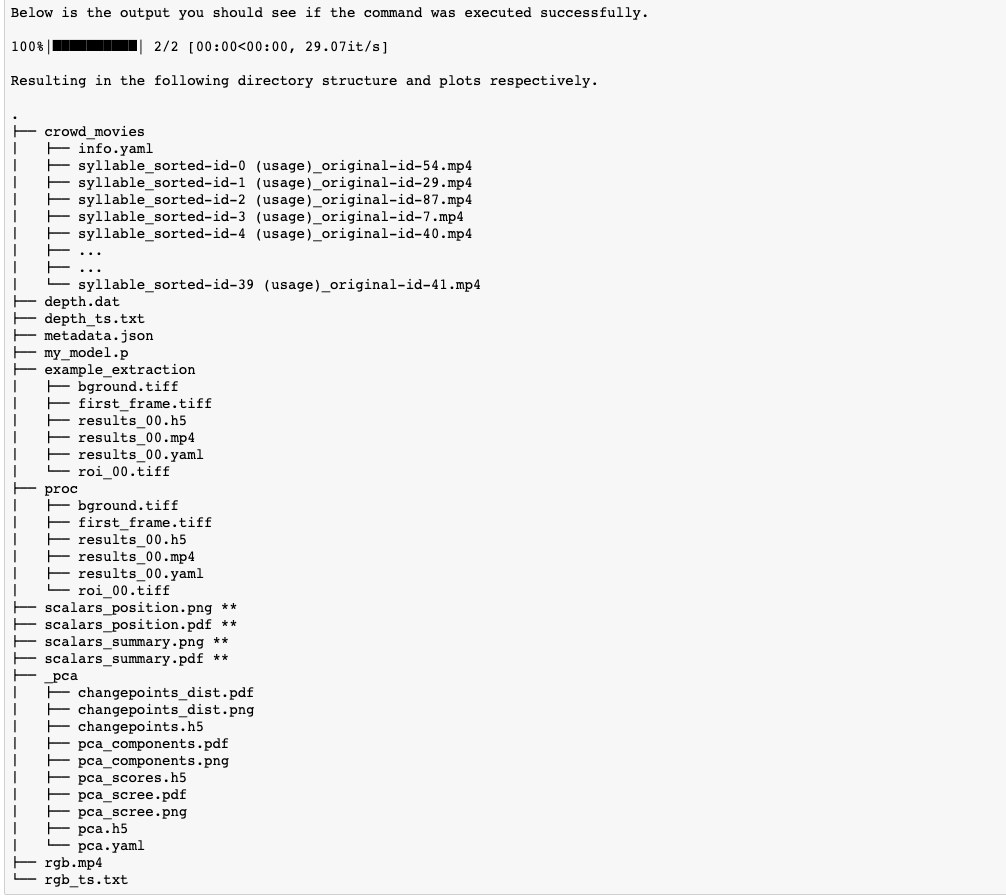 Below is the output you should see if the command was executed successfully.
100%|██████████| 2/2 [00:00<00:00, 29.07it/s]
Resulting in the following directory structure and plots respectively.
.
├── crowd_movies
│   ├── info.yaml
│   ├── syllable_sorted-id-0 (usage)_original-id-54.mp4
│   ├── syllable_sorted-id-1 (usage)_original-id-29.mp4
│   ├── syllable_sorted-id-2 (usage)_original-id-87.mp4
│   ├── syllable_sorted-id-3 (usage)_original-id-7.mp4
│   ├── syllable_sorted-id-4 (usage)_original-id-40.mp4
│   ├── ...
│   ├── ...
│   └── syllable_sorted-id-39 (usage)_original-id-41.mp4
├── depth.dat
├── depth_ts.txt
├── metadata.json
├── my_model.p
├── example_extraction
│   ├── bground.tiff
│   ├── first_frame.tiff
│   ├── results_00.h5
│   ├── results_00.mp4
│   ├── results_00.yaml
│   └── roi_00.tiff
├── proc
│   ├── bground.tiff
│   ├── first_frame.tiff
│   ├── results_00.h5
│   ├── results_00.mp4
│   ├── results_00.yaml
│   └── roi_00.tiff
├── scalars_position.png **
├── scalars_position.pdf **
├── scalars_summary.png **
├── scalars_summary.pdf **
├── _pca
│   ├── changepoints_dist.pdf
│   ├── changepoints_dist.png
│   ├── changepoints.h5
│   ├── pca_components.pdf
│   ├── pca_components.png
│   ├── pca_scores.h5
│   ├── pca_scree.pdf
│   ├── pca_scree.png
│   ├── pca.h5
│   └── pca.yaml
├── rgb.mp4
└── rgb_ts.txt